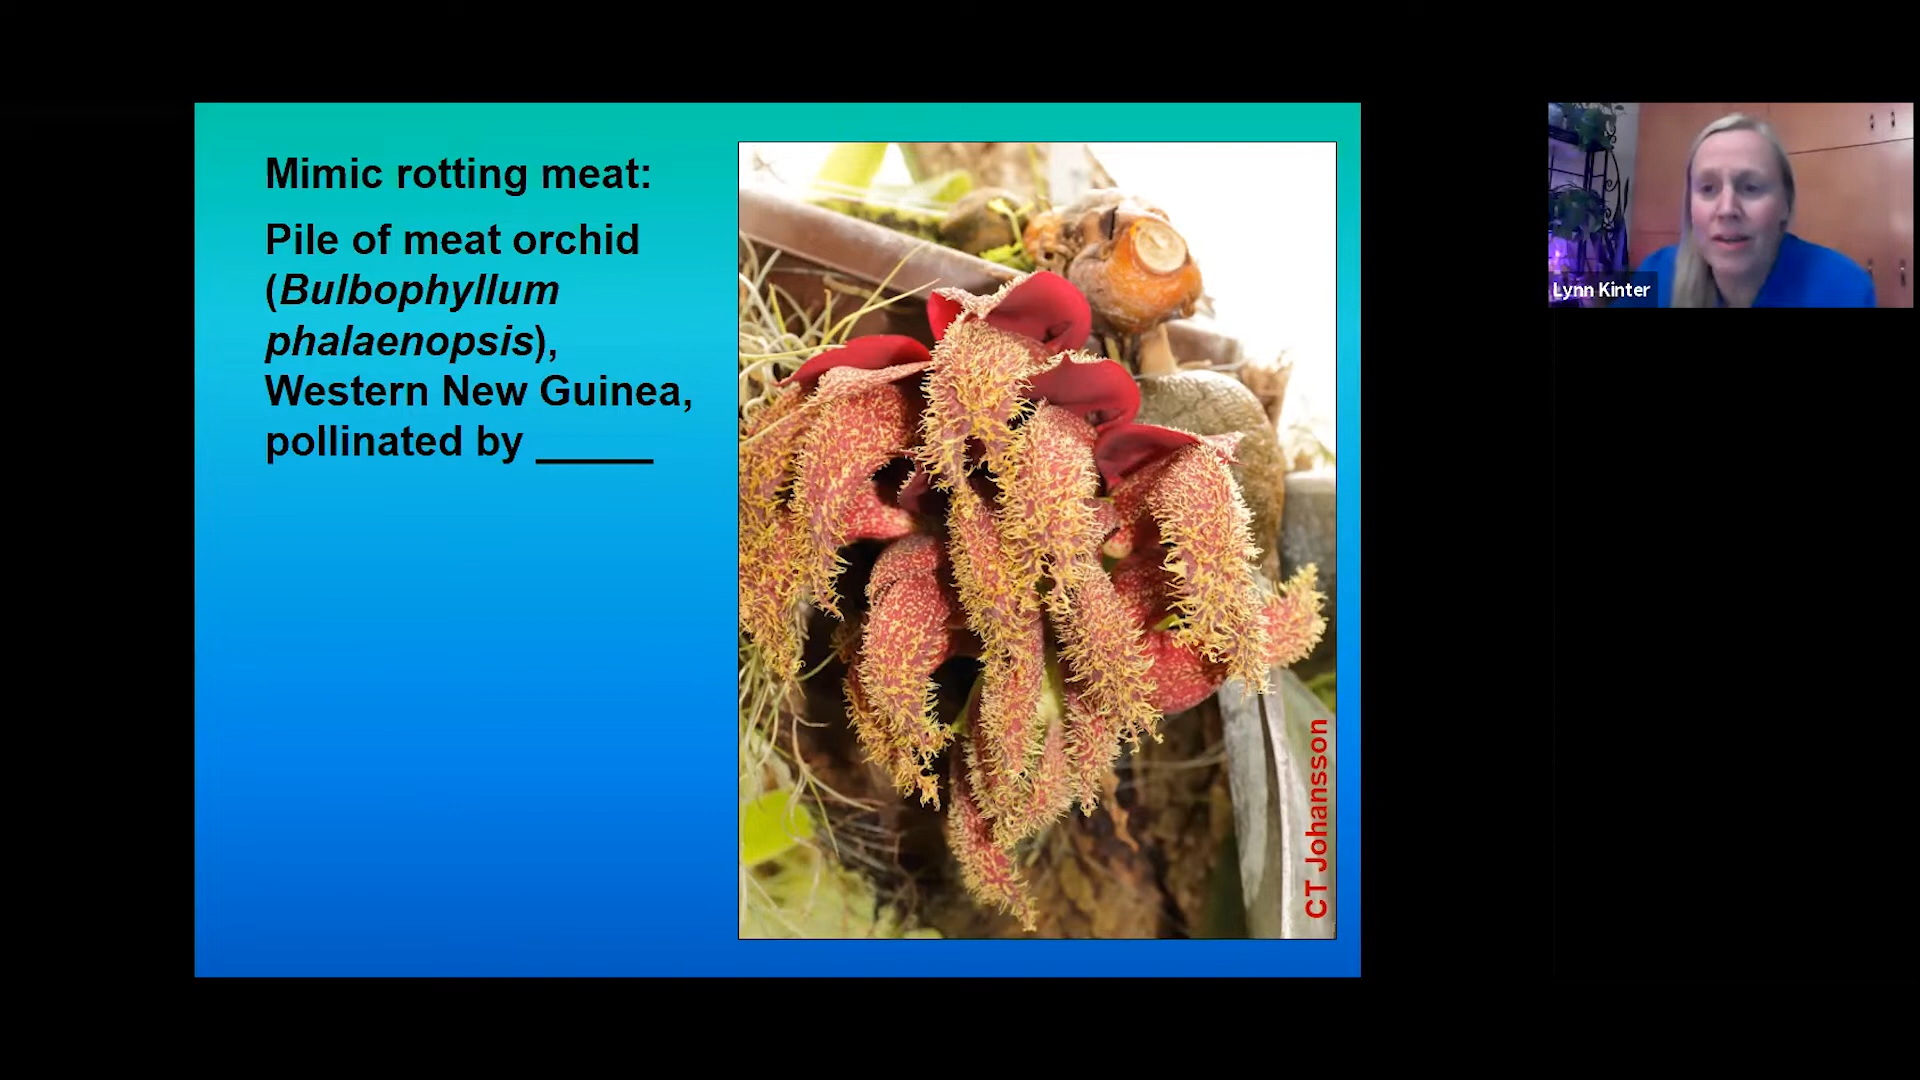 Mimic rotting meat:
Pile of meat orchid
(Bulbophyllum
phalaenopsis),
Western New Guinea,
pollinated by _____
CT Johansson
Lynn Kinter